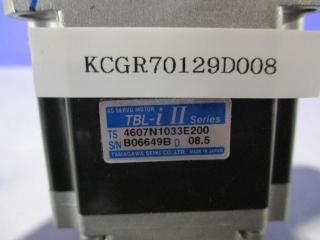 KCGR70129D008
AC SERVO MOTOR
TBL-i II Series
TS 4607N1033E200
S/N B06649B D 08.5
TAMAGAWA SEIKI CO.,LTD. MADE IN JAPAN